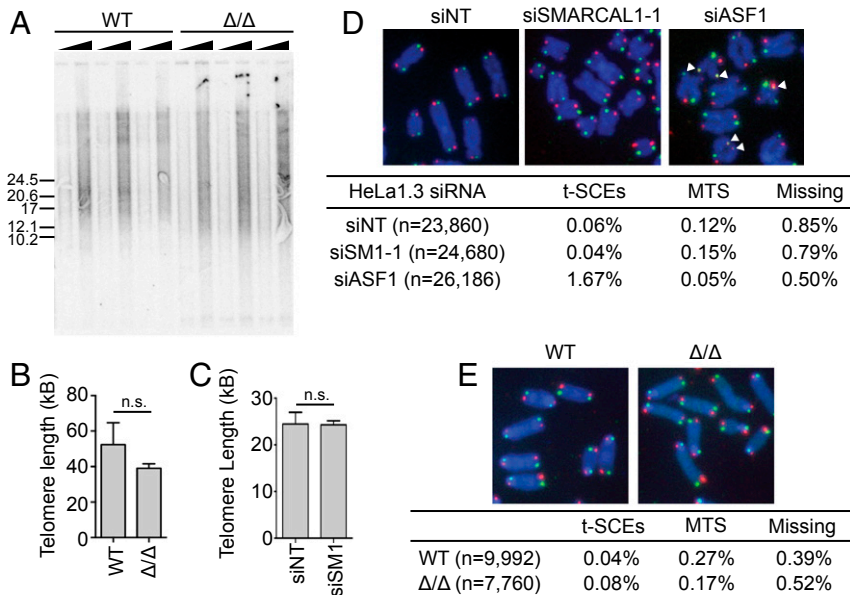 A
WT
Δ/Δ
24.5
20.6
17
12.1
10.2
B
Telomere length (kB)
80
60
40
20
0
n.s.
WT
Δ/Δ
C
Telomere Length (kB)
30
20
10
0
n.s.
siNT
siSM1
D
siNT
siSMARCAL1-1
siASF1
HeLa1.3 siRNA t-SCEs MTS Missing
siNT (n=23,860) 0.06% 0.12% 0.85%
siSM1-1 (n=24,680) 0.04% 0.15% 0.79%
siASF1 (n=26,186) 1.67% 0.05% 0.50%
E
WT
Δ/Δ
t-SCEs MTS Missing
WT (n=9,992) 0.04% 0.27% 0.39%
Δ/Δ (n=7,760) 0.08% 0.17% 0.52%